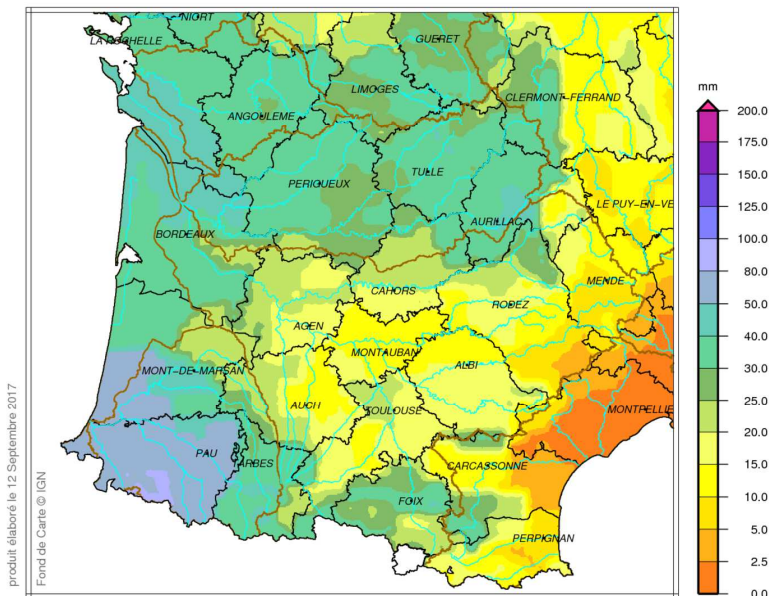 NIORT
LA ROCHELLE
GUERET
LIMOGES
CLERMONT-FERRAND
ANGOULEME
TULLE
PERIGUEUX
LE PUY-EN-VE
AURILLAC
BORDEAUX
MENDE
CAHORS
RODEZ
AGEN
MONTAUBAN
ALBI
MONT-DE-MARSAN
AUCH
TOULOUSE
MONTPELLIE
PAU
TARBES
CARCASSONNE
FOIX
PERPIGNAN
mm
200.0
175.0
150.0
125.0
100.0
80.0
50.0
40.0
30.0
25.0
20.0
15.0
10.0
5.0
2.5
0.0
produit élaboré le 12 Septembre 2017
Fond de Carte © IGN